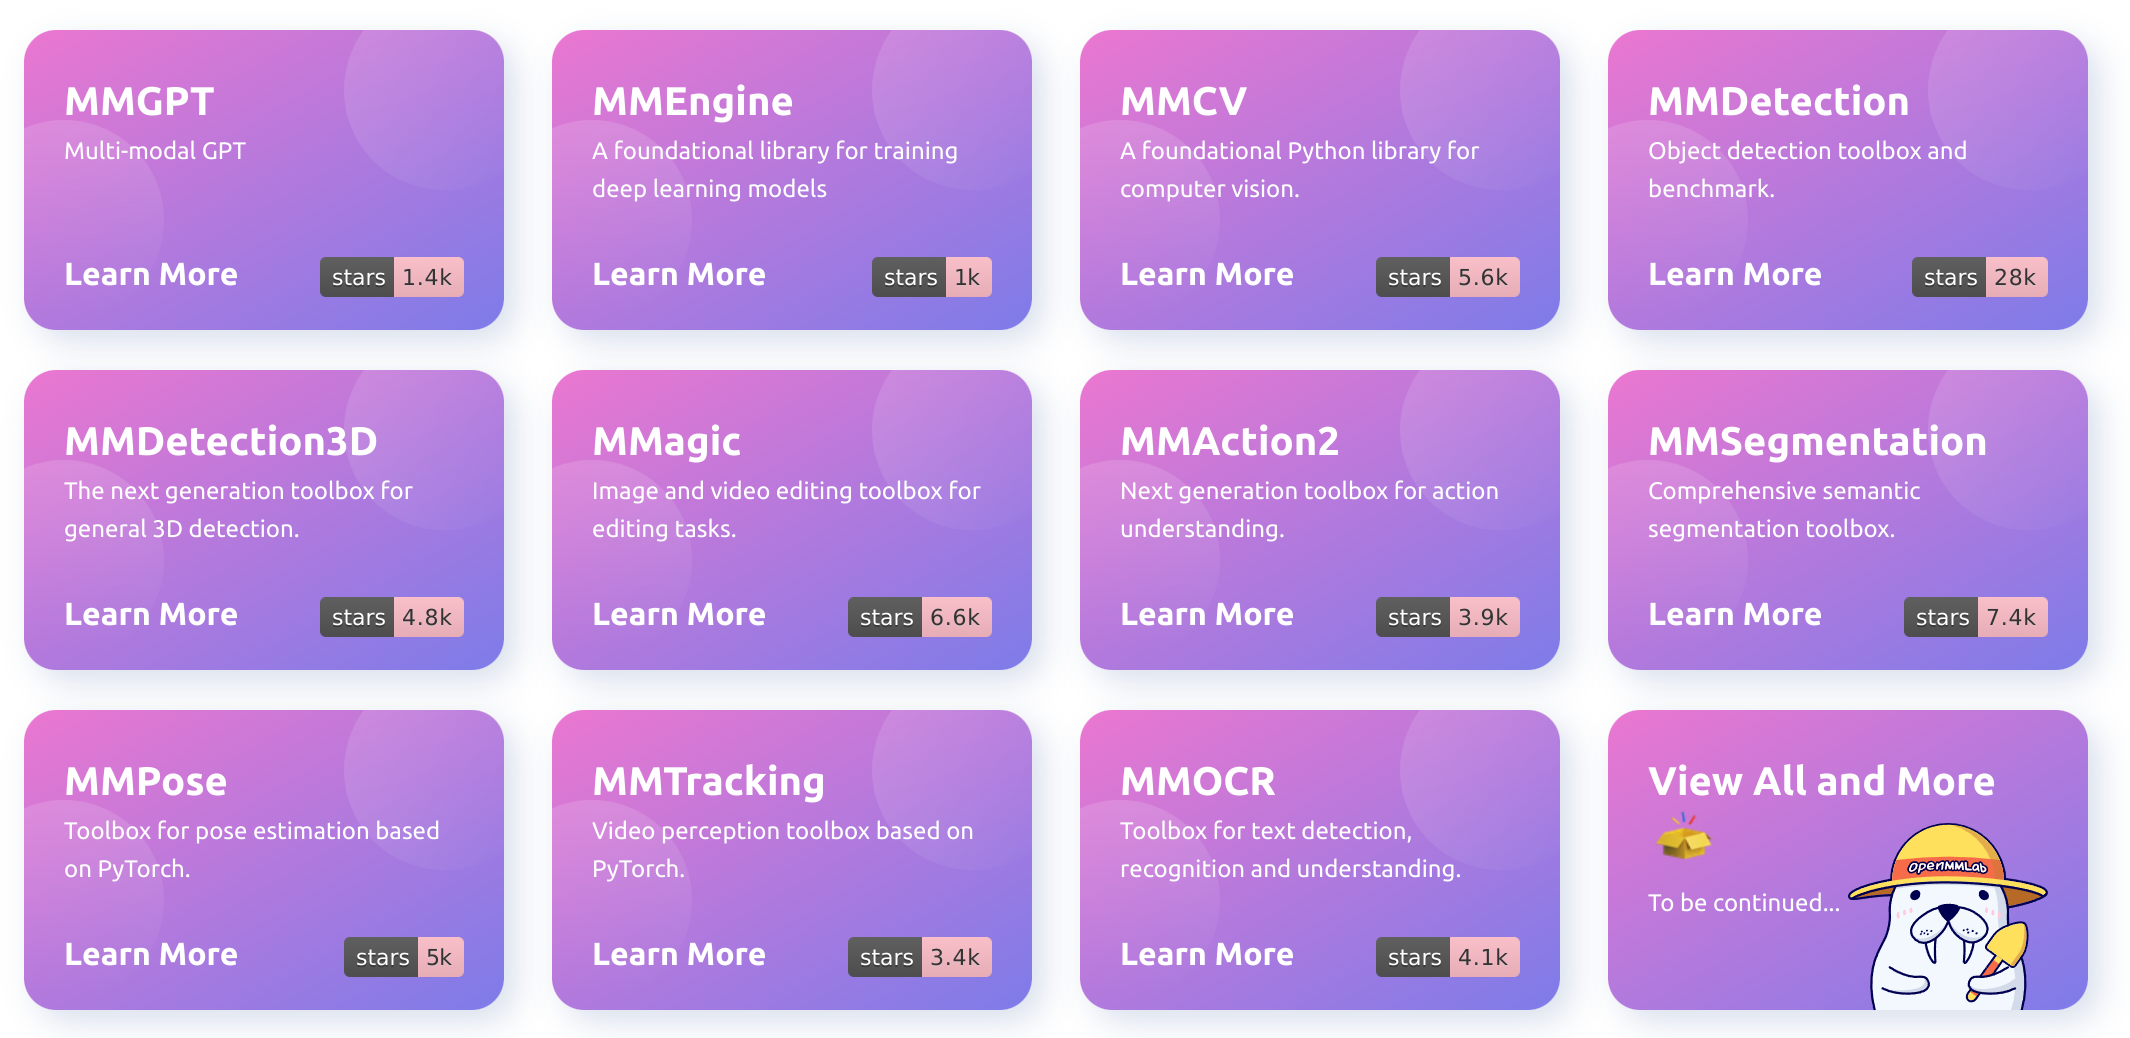 MMGPT
Multi-modal GPT
Learn More
stars 1.4k
MMEngine
A foundational library for training
deep learning models
Learn More
stars 1k
MMCV
A foundational Python library for
computer vision.
Learn More
stars 5.6k
MMDetection
Object detection toolbox and
benchmark.
Learn More
stars 28k
MMDetection3D
The next generation toolbox for
general 3D detection.
Learn More
stars 4.8k
MMagic
Image and video editing toolbox for
editing tasks.
Learn More
stars 6.6k
MMAction2
Next generation toolbox for action
understanding.
Learn More
stars 3.9k
MMSegmentation
Comprehensive semantic
segmentation toolbox.
Learn More
stars 7.4k
MMPose
Toolbox for pose estimation based
on PyTorch.
Learn More
stars 5k
MMTracking
Video perception toolbox based on
PyTorch.
Learn More
stars 3.4k
MMOCR
Toolbox for text detection,
recognition and understanding.
Learn More
stars 4.1k
View All and More
OpenMMLab
To be continued...